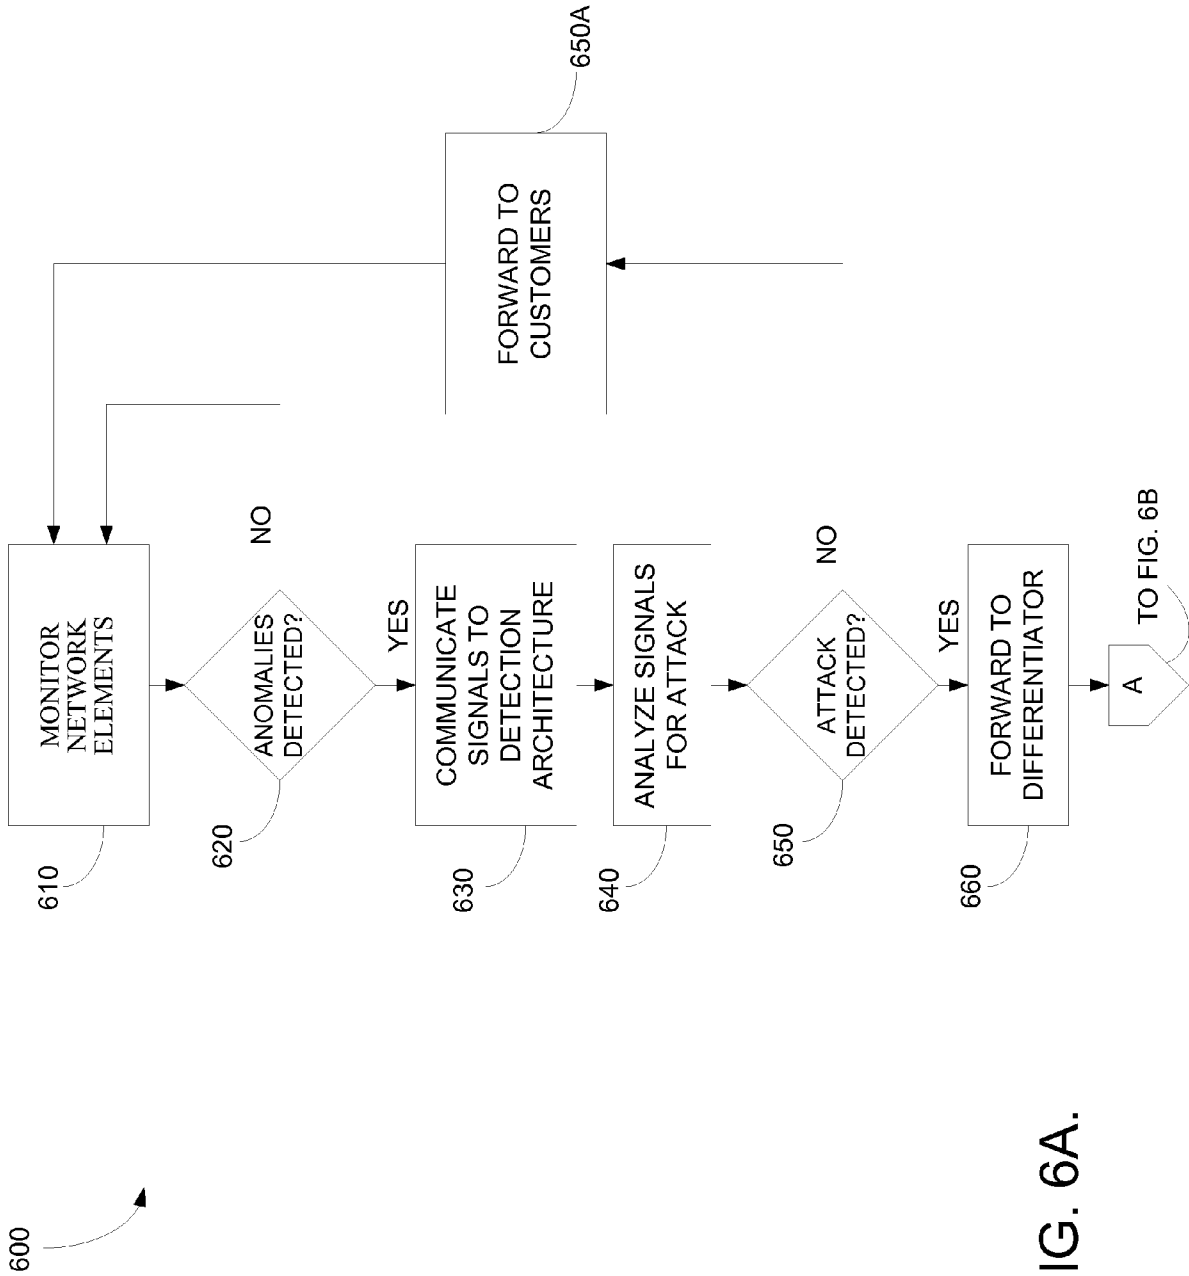 600
610
MONITOR
NETWORK
ELEMENTS
620
ANOMALIES
DETECTED?
NO
YES
630
COMMUNICATE
SIGNALS TO
DETECTION
ARCHITECTURE
640
ANALYZE SIGNALS
FOR ATTACK
650
ATTACK
DETECTED?
NO
YES
FORWARD TO
CUSTOMERS
650A
660
FORWARD TO
DIFFERENTIATOR
A
TO FIG. 6B
IG. 6A.